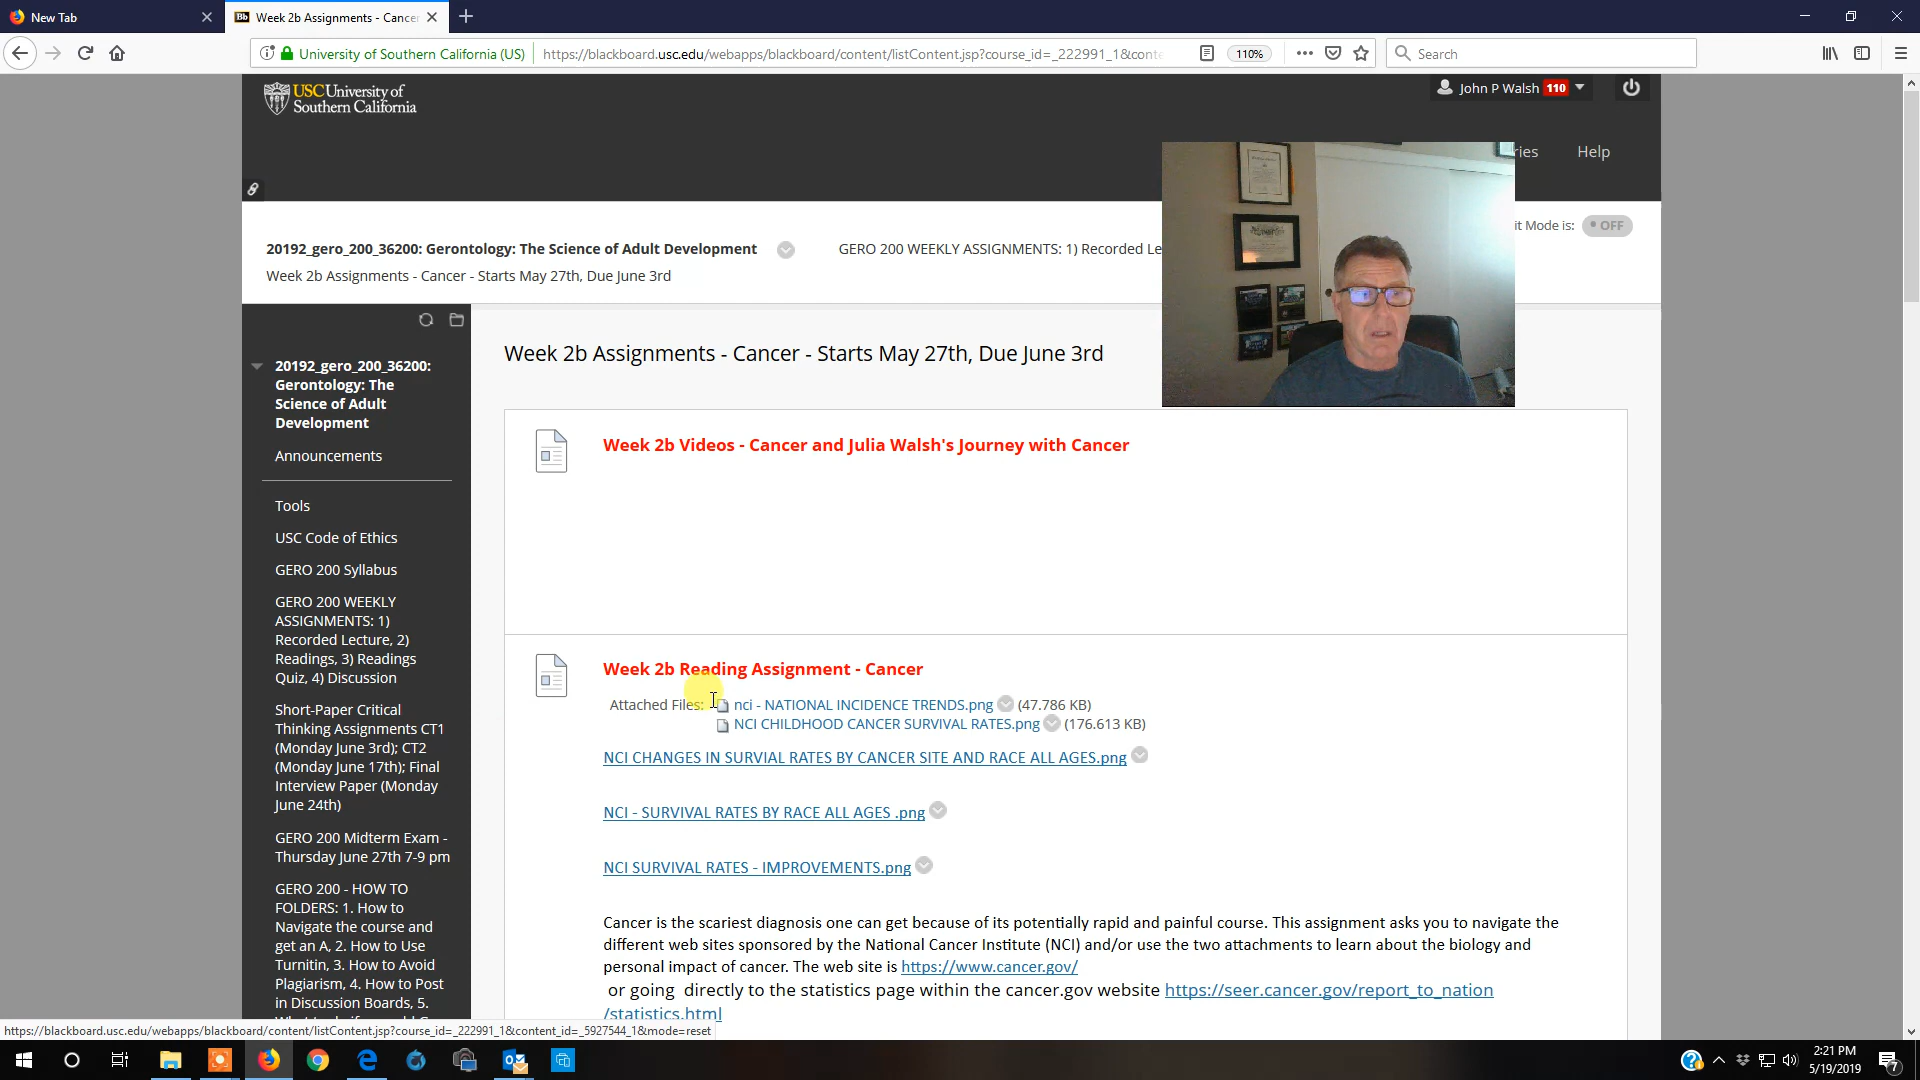 New Tab
Week 2b Assignments - Cancer
University of Southern California (US)
https://blackboard.usc.edu/webapps/blackboard/content/listContent.jsp?course_id=_222991_1&conte
110%
Search
USC University of
Southern California
John P Walsh 110
ries
Help
it Mode is:
OFF
20192_gero_200_36200: Gerontology: The Science of Adult Development
GERO 200 WEEKLY ASSIGNMENTS: 1) Recorded Le
Week 2b Assignments - Cancer - Starts May 27th, Due June 3rd
20192_gero_200_36200:
Gerontology: The
Science of Adult
Development
Announcements
Tools
USC Code of Ethics
GERO 200 Syllabus
GERO 200 WEEKLY
ASSIGNMENTS: 1)
Recorded Lecture, 2)
Readings, 3) Readings
Quiz, 4) Discussion
Short-Paper Critical
Thinking Assignments CT1
(Monday June 3rd); CT2
(Monday June 17th); Final
Interview Paper (Monday
June 24th)
GERO 200 Midterm Exam -
Thursday June 27th 7-9 pm
GERO 200 - HOW TO
FOLDERS: 1. How to
Navigate the course and
get an A, 2. How to Use
Turnitin, 3. How to Avoid
Plagiarism, 4. How to Post
in Discussion Boards, 5.
Week 2b Assignments - Cancer - Starts May 27th, Due June 3rd
Week 2b Videos - Cancer and Julia Walsh's Journey with Cancer
Week 2b Reading Assignment - Cancer
Attached Files: nci - NATIONAL INCIDENCE TRENDS.png (47.786 KB)
NCI CHILDHOOD CANCER SURVIVAL RATES.png (176.613 KB)
NCI CHANGES IN SURVIAL RATES BY CANCER SITE AND RACE ALL AGES.png
NCI - SURVIVAL RATES BY RACE ALL AGES .png
NCI SURVIVAL RATES - IMPROVEMENTS.png
Cancer is the scariest diagnosis one can get because of its potentially rapid and painful course. This assignment asks you to navigate the
different web sites sponsored by the National Cancer Institute (NCI) and/or use the two attachments to learn about the biology and
personal impact of cancer. The web site is https://www.cancer.gov/
or going directly to the statistics page within the cancer.gov website https://seer.cancer.gov/report_to_nation
/statistics.html
https://blackboard.usc.edu/webapps/blackboard/content/listContent.jsp?course_id=_222991_1&content_id=_5927544_1&mode=reset
2:21 PM
5/19/2019
7